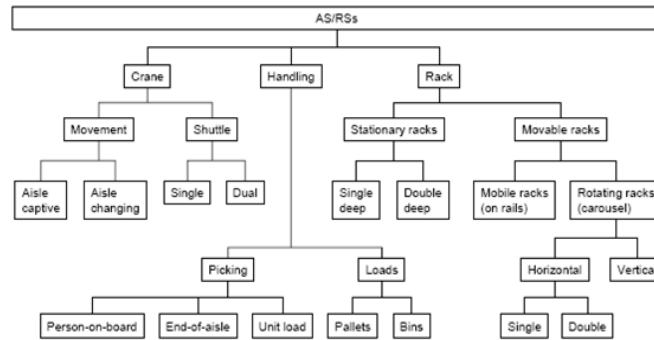 AS/RSs
Crane
Handling
Rack
Movement
Shuttle
Stationary racks
Movable racks
Aisle
captive
Aisle
changing
Single
Dual
Single
deep
Double
deep
Mobile racks
(on rails)
Rotating racks
(carousel)
Picking
Loads
Horizontal
Vertical
Person-on-board
End-of-aisle
Unit load
Pallets
Bins
Single
Double